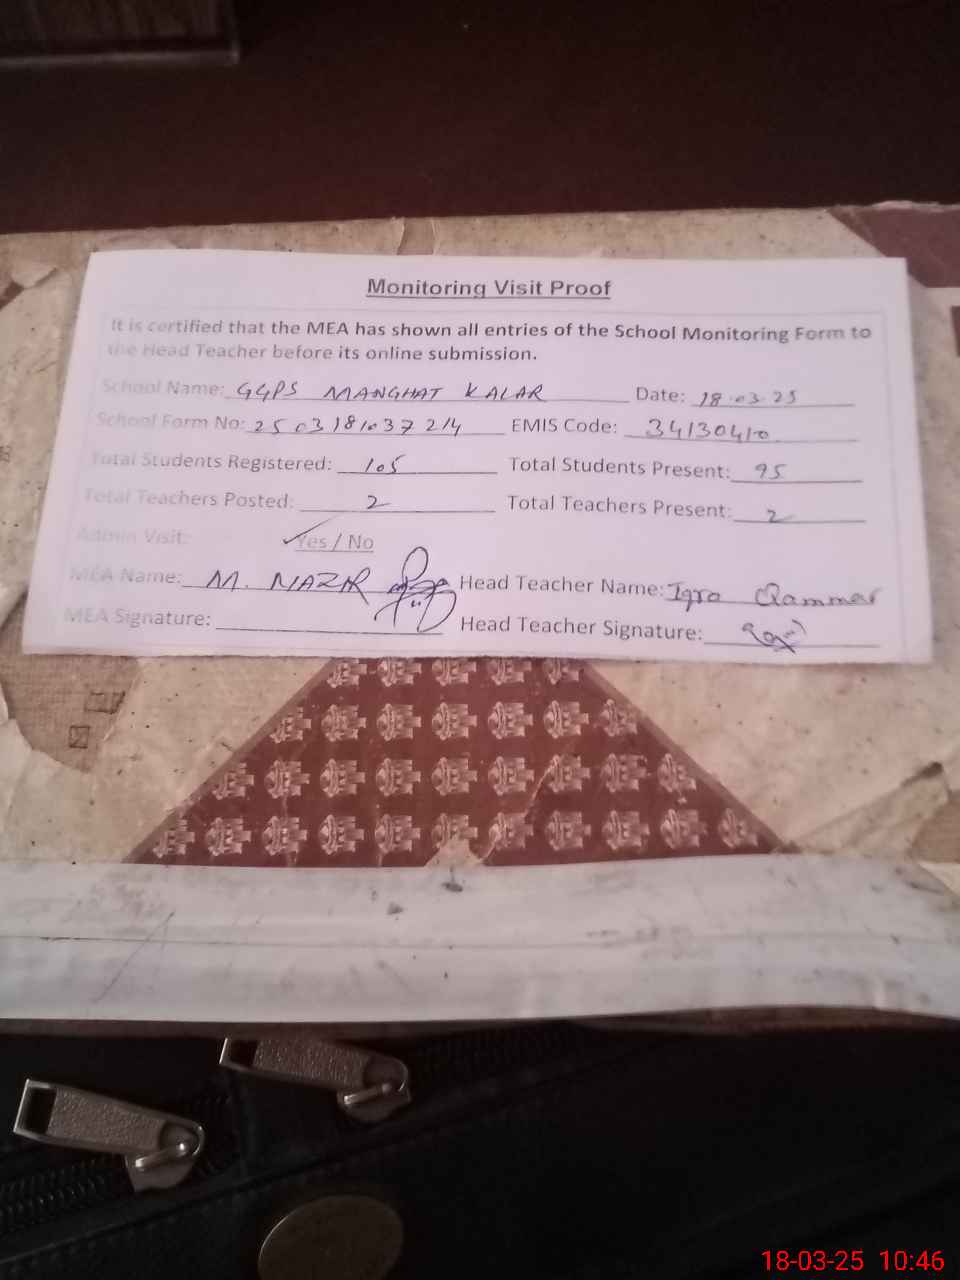 Monitoring Visit Proof
It is certified that the MEA has shown all entries of the School Monitoring Form to
the Head Teacher before its online submission.
School Name: GGPS MANGHAT KALAR Date: 18.03.25
School Form No: 2503181037214 EMIS Code: 34130410
Total Students Registered: 105 Total Students Present: 95
Total Teachers Posted: 2 Total Teachers Present: 2
Admin Visit: Yes / No
MEA Name: M. NAZIR Head Teacher Name: Iqra Qammar
MEA Signature: Head Teacher Signature:
18-03-25 10:46